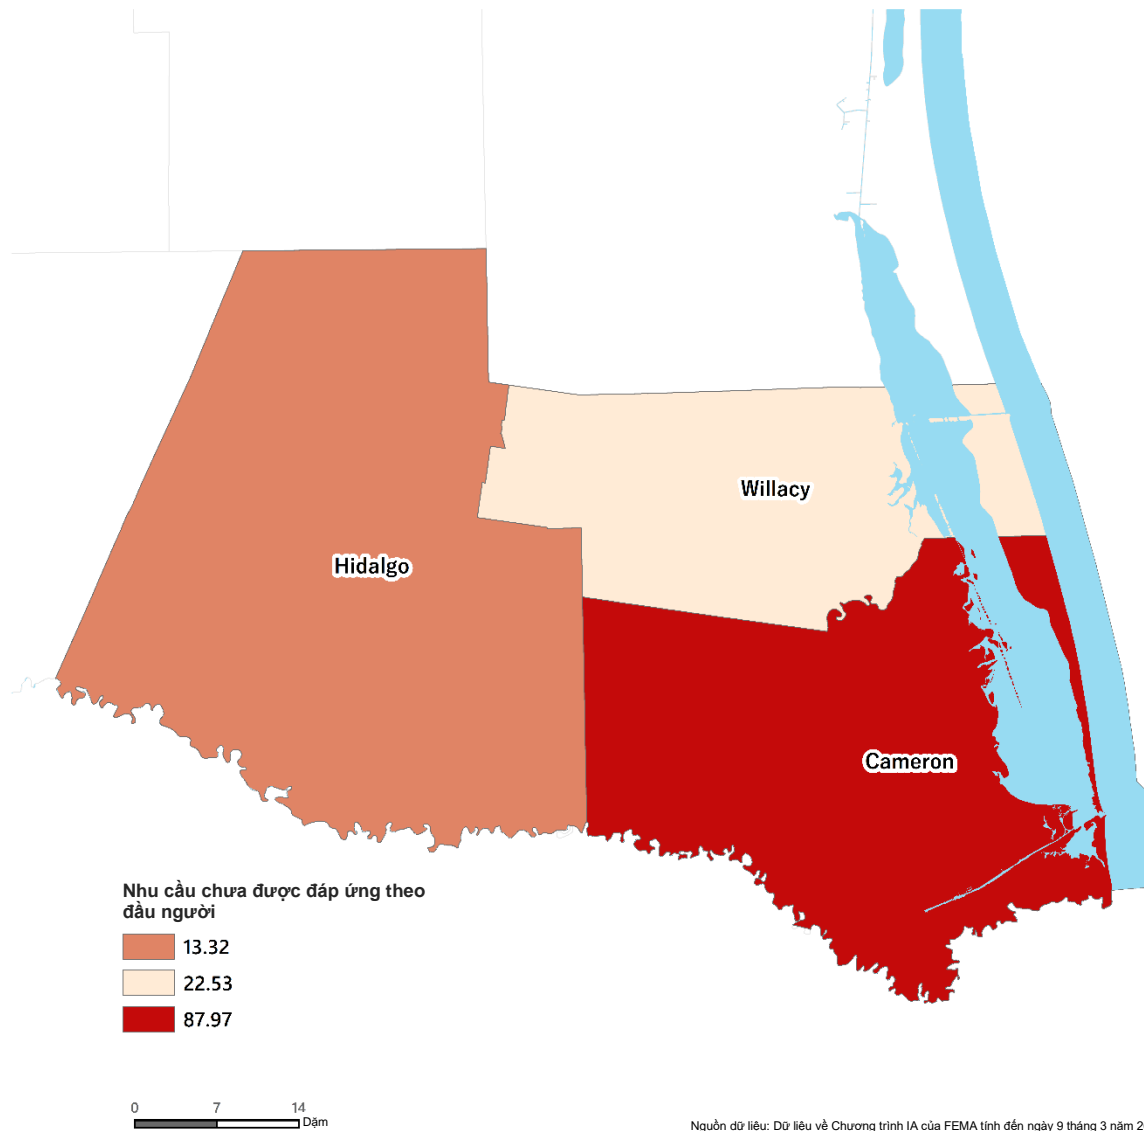 Willacy
Hidalgo
Cameron
Nhu cầu chưa được đáp ứng theo
đầu người
13.32
22.53
87.97
0 7 14
Dặm
Nguồn dữ liệu: Dữ liệu về Chương trình IA của FEMA tính đến ngày 9 tháng 3 năm 2